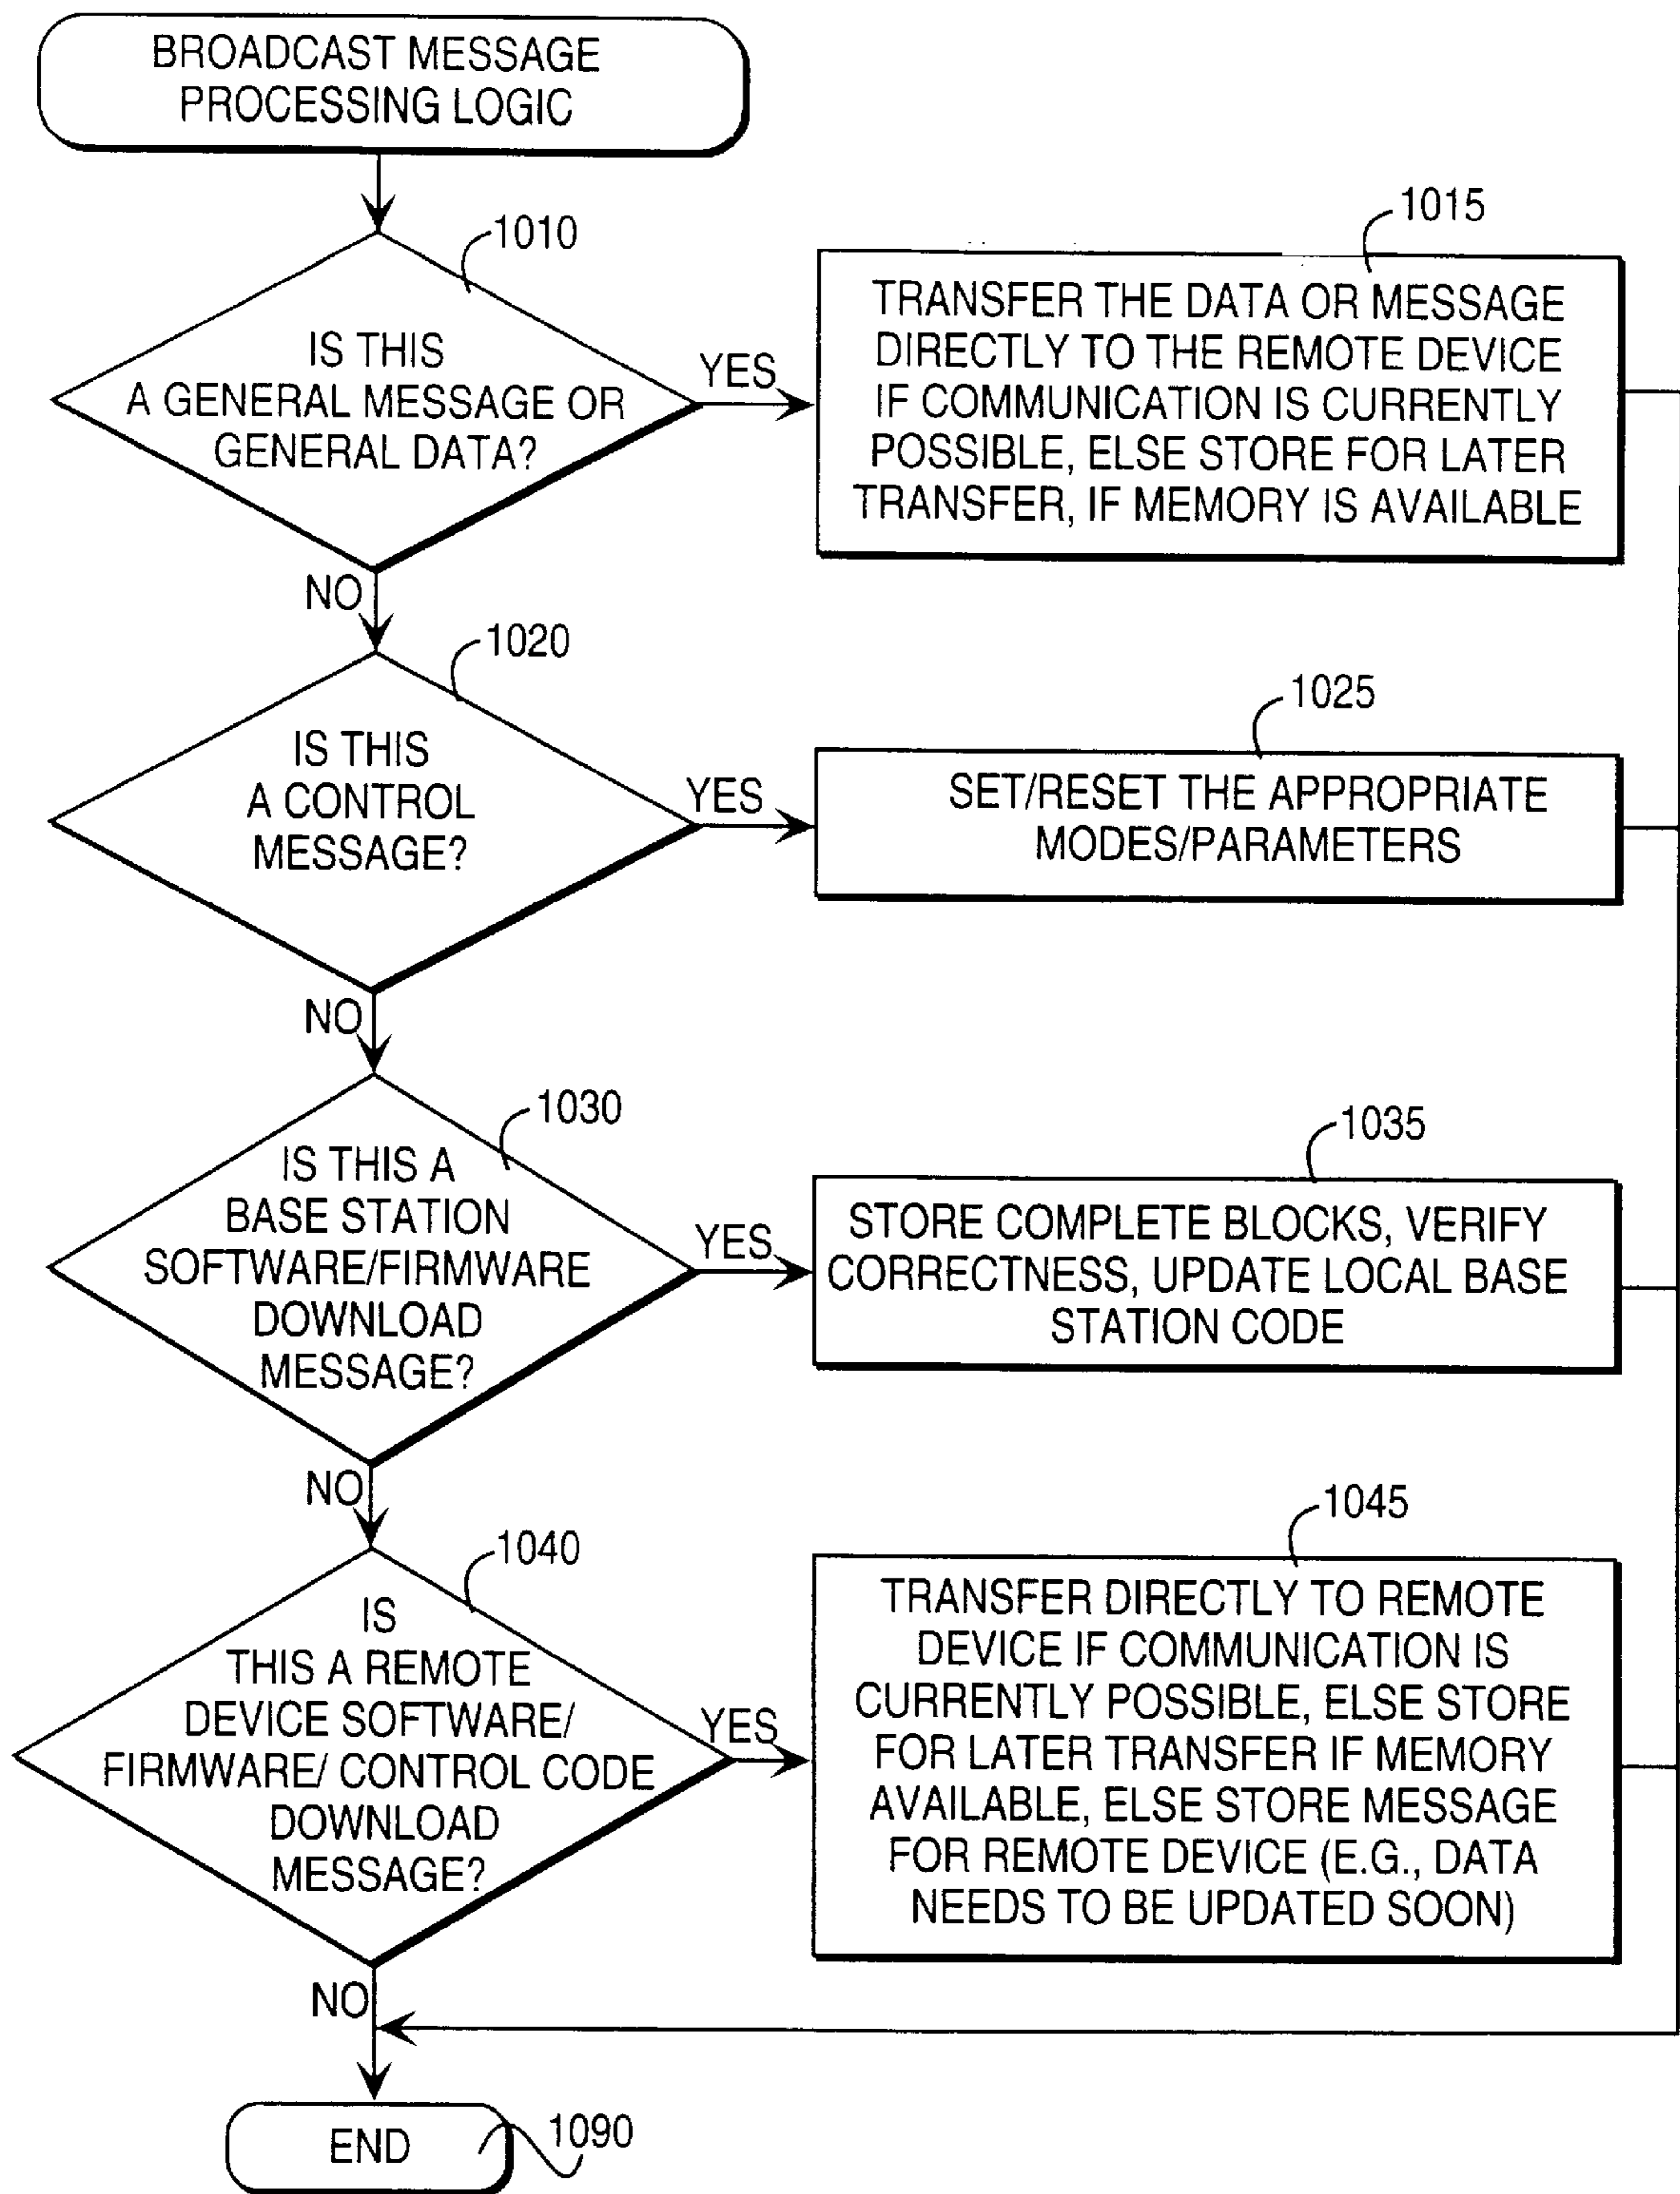 BROADCAST MESSAGE
PROCESSING LOGIC
1010
IS THIS
A GENERAL MESSAGE OR
GENERAL DATA?
YES
1015
TRANSFER THE DATA OR MESSAGE
DIRECTLY TO THE REMOTE DEVICE
IF COMMUNICATION IS CURRENTLY
POSSIBLE, ELSE STORE FOR LATER
TRANSFER, IF MEMORY IS AVAILABLE
NO
1020
IS THIS
A CONTROL
MESSAGE?
YES
1025
SET/RESET THE APPROPRIATE
MODES/PARAMETERS
NO
1030
IS THIS A
BASE STATION
SOFTWARE/FIRMWARE
DOWNLOAD
MESSAGE?
YES
1035
STORE COMPLETE BLOCKS, VERIFY
CORRECTNESS, UPDATE LOCAL BASE
STATION CODE
NO
1040
IS
THIS A REMOTE
DEVICE SOFTWARE/
FIRMWARE/ CONTROL CODE
DOWNLOAD
MESSAGE?
YES
1045
TRANSFER DIRECTLY TO REMOTE
DEVICE IF COMMUNICATION IS
CURRENTLY POSSIBLE, ELSE STORE
FOR LATER TRANSFER IF MEMORY
AVAILABLE, ELSE STORE MESSAGE
FOR REMOTE DEVICE (E.G., DATA
NEEDS TO BE UPDATED SOON)
NO
END
1090